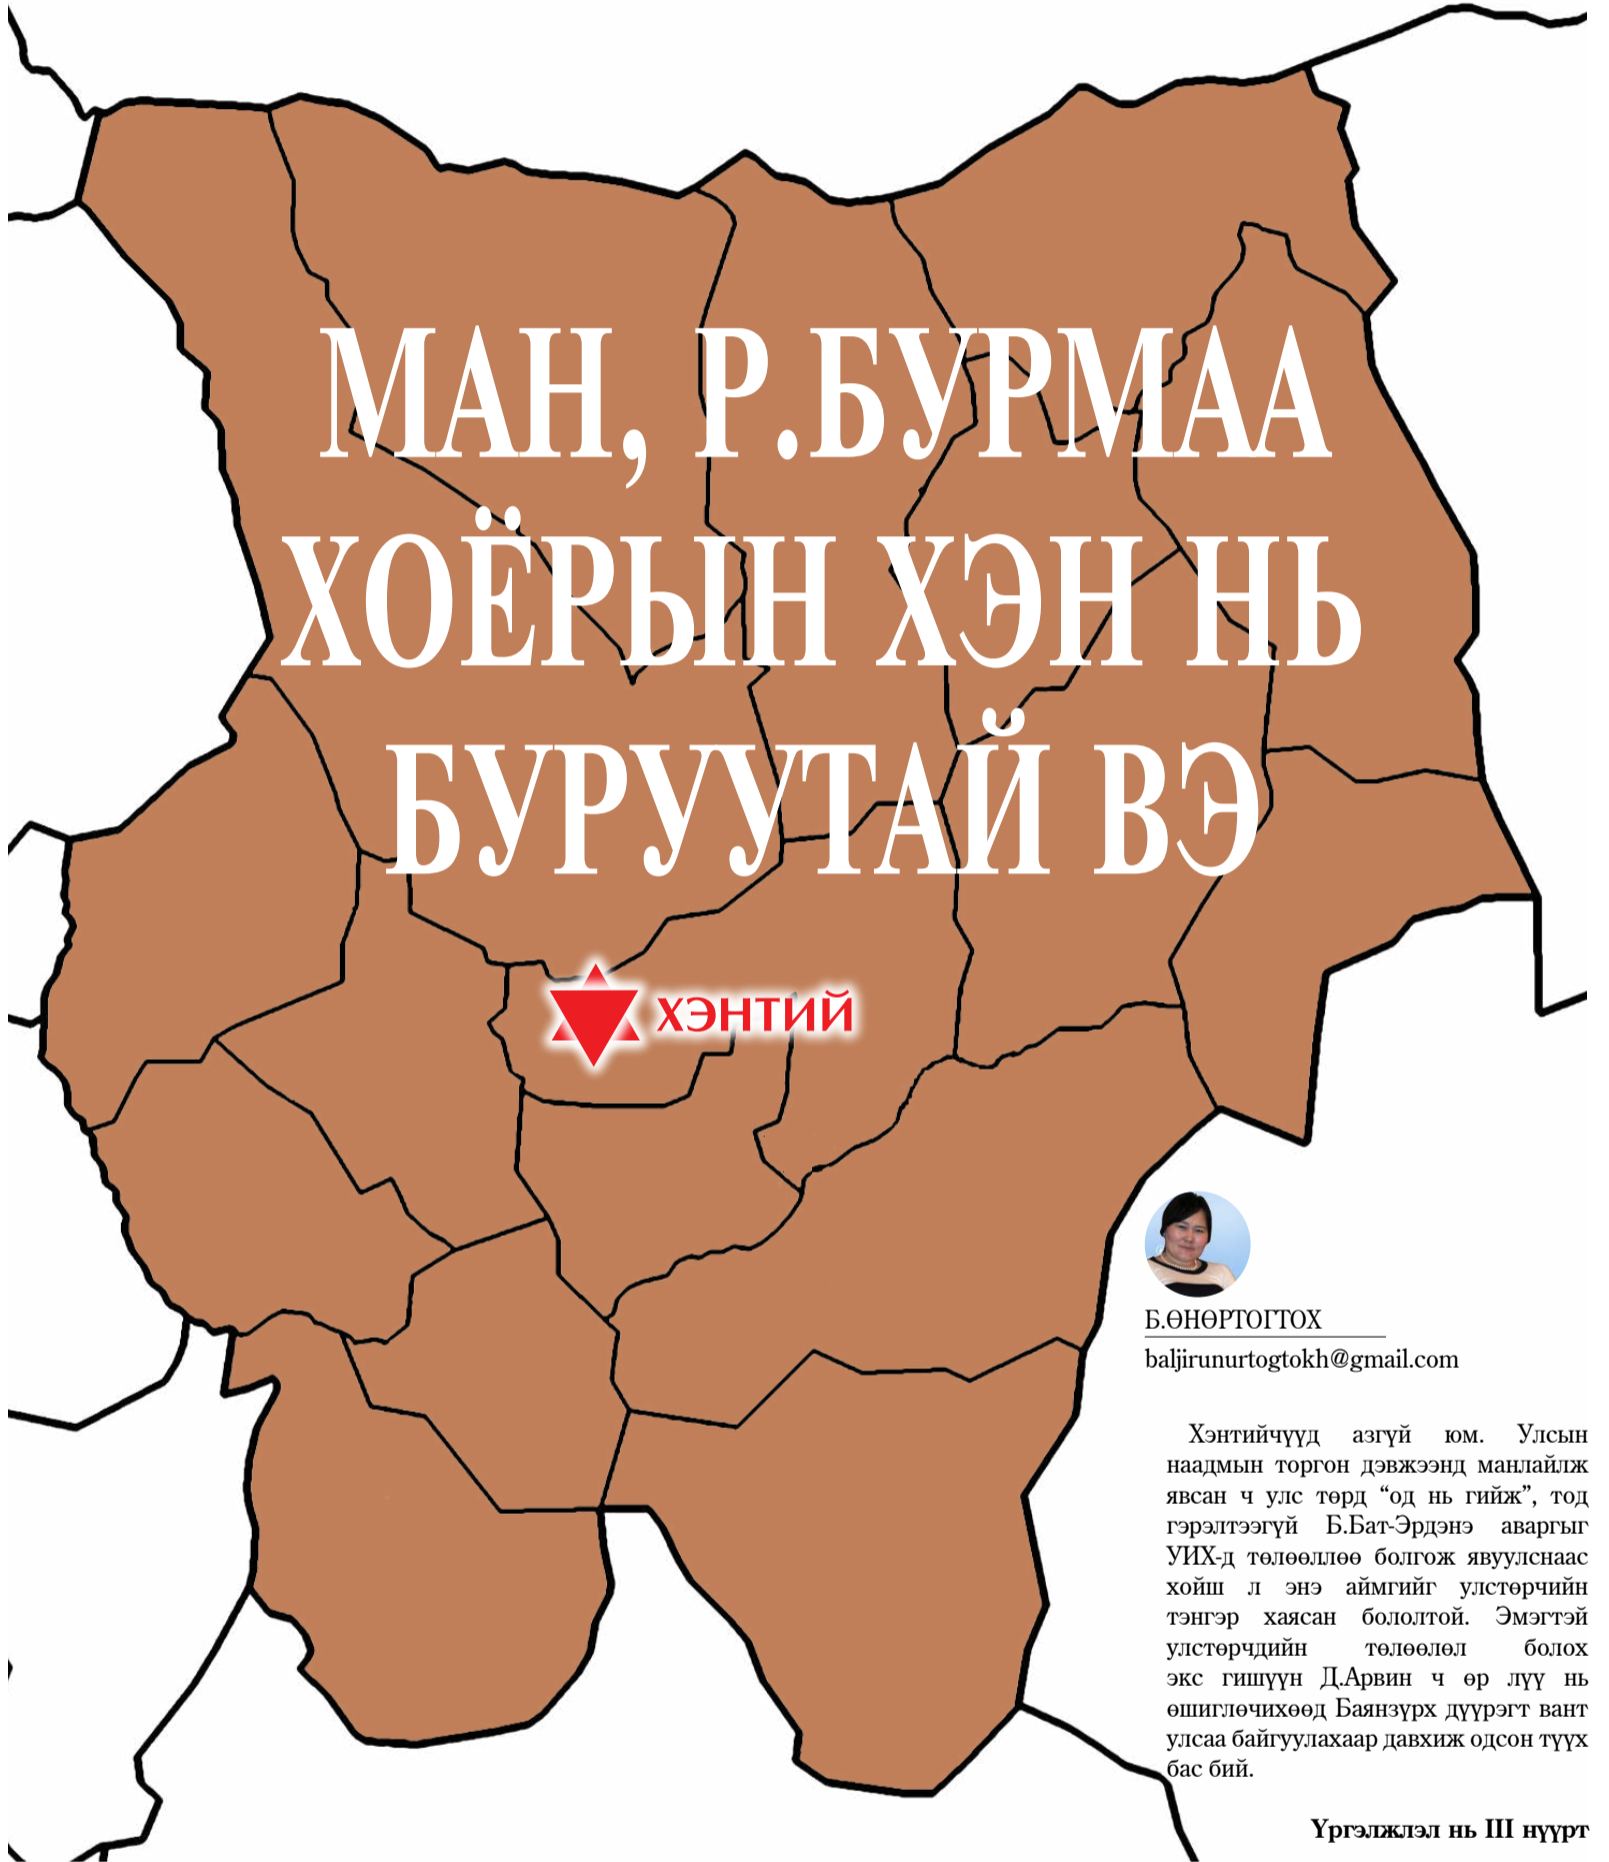 МАН, Р.БУРМАА
ХОЁРЫН ХЭН НЬ
БУРУУТАЙ ВЭ
ХЭНТИЙ
Б.ӨНӨРТОГТОХ
baljirunurtogtokh@gmail.com
Хэнтийчүүд азгүй юм. Улсын
наадмын торгон дэвжээнд манлайлж
явсан ч улс төрд “од нь гийж”, тод
гэрэлтээгүй Б.Бат-Эрдэнэ аваргыг
УИХ-д төлөөллөө болгож явуулснаас
хойш л энэ аймгийг улстөрчийн
тэнгэр хаясан бололтой. Эмэгтэй
улстөрчдийн төлөөлөл болох
экс гишүүн Д.Арвин ч өр лүү нь
өшиглөчихөөд Баянзүрх дүүрэгт вант
улсаа байгуулахаар давхиж одсон түүх
бас бий.
Үргэлжлэл нь III нүүрт